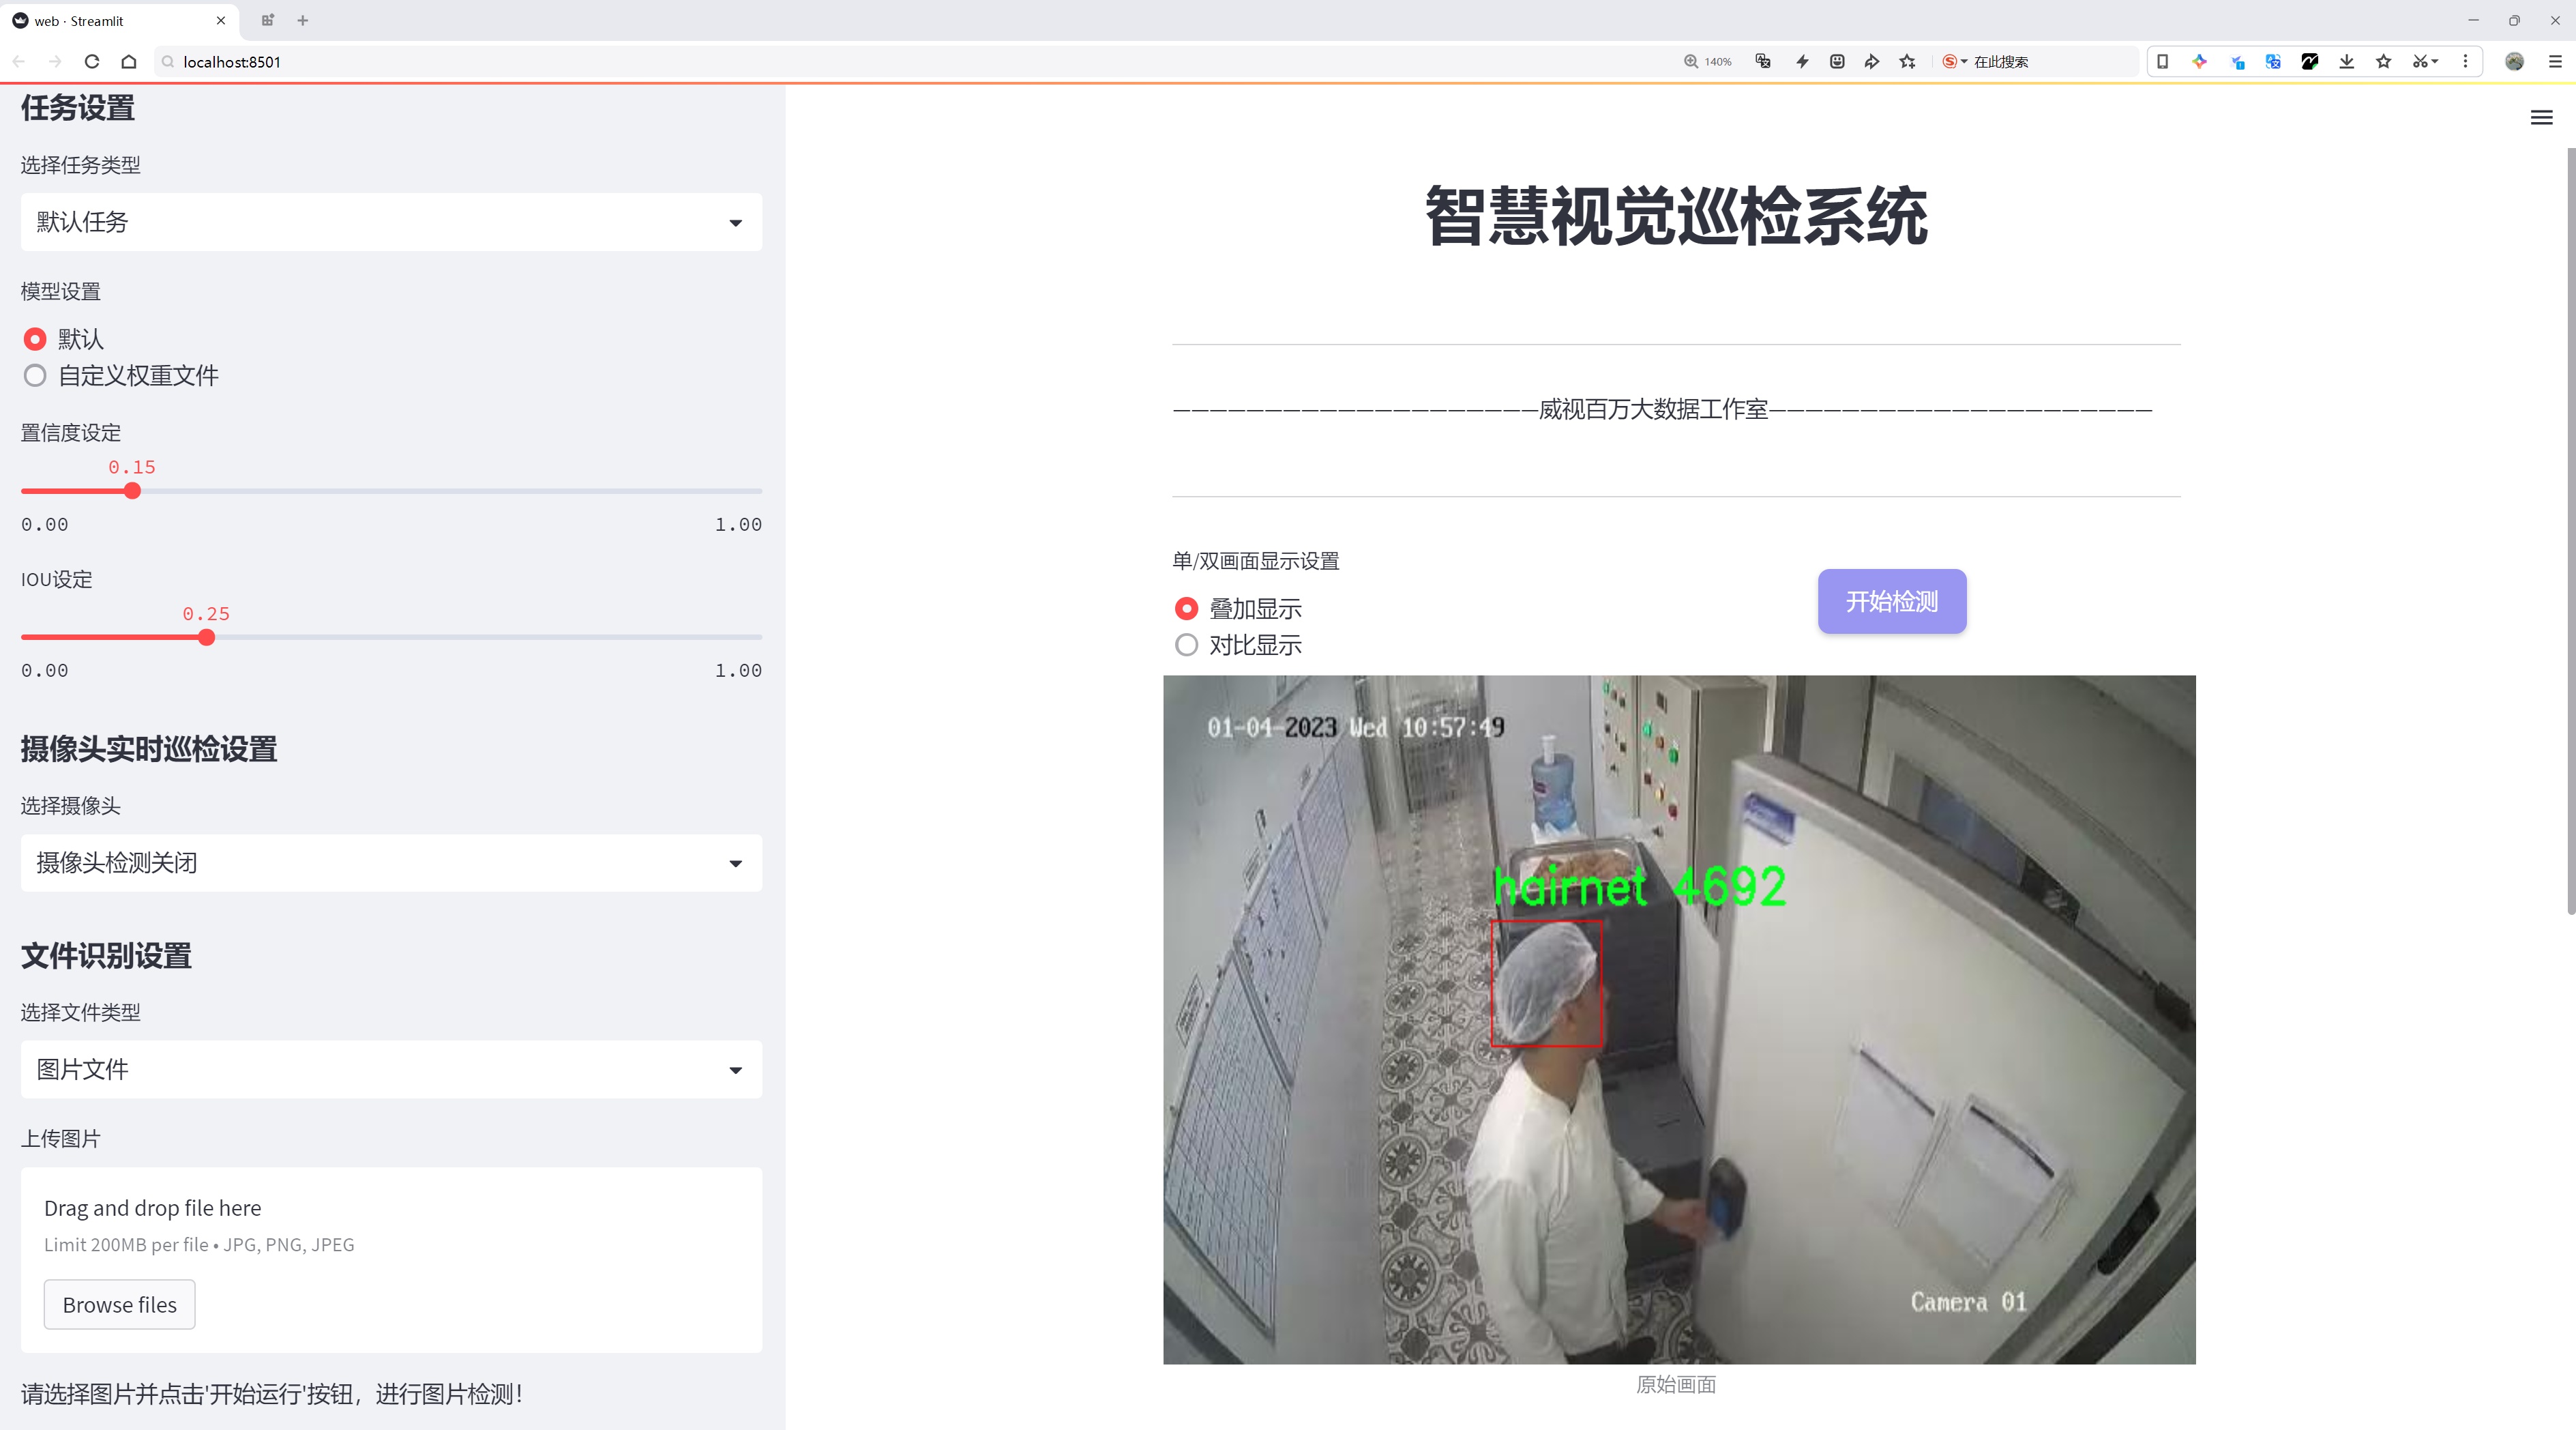 web · Streamlit
localhost:8501
140%
在此搜索
任务设置
选择任务类型
默认任务
模型设置
默认
自定义权重文件
置信度设定
0.15
0.00
1.00
IOU设定
0.25
0.00
1.00
摄像头实时巡检设置
选择摄像头
摄像头检测关闭
文件识别设置
选择文件类型
图片文件
上传图片
Drag and drop file here
Limit 200MB per file • JPG, PNG, JPEG
Browse files
请选择图片并点击'开始运行'按钮，进行图片检测！
智慧视觉巡检系统
—————————————————————威视百万大数据工作室——————————————————————
单/双画面显示设置
叠加显示
对比显示
开始检测
01-04-2023 Wed 10:57:49
hairnet 4692
Camera 01
原始画面